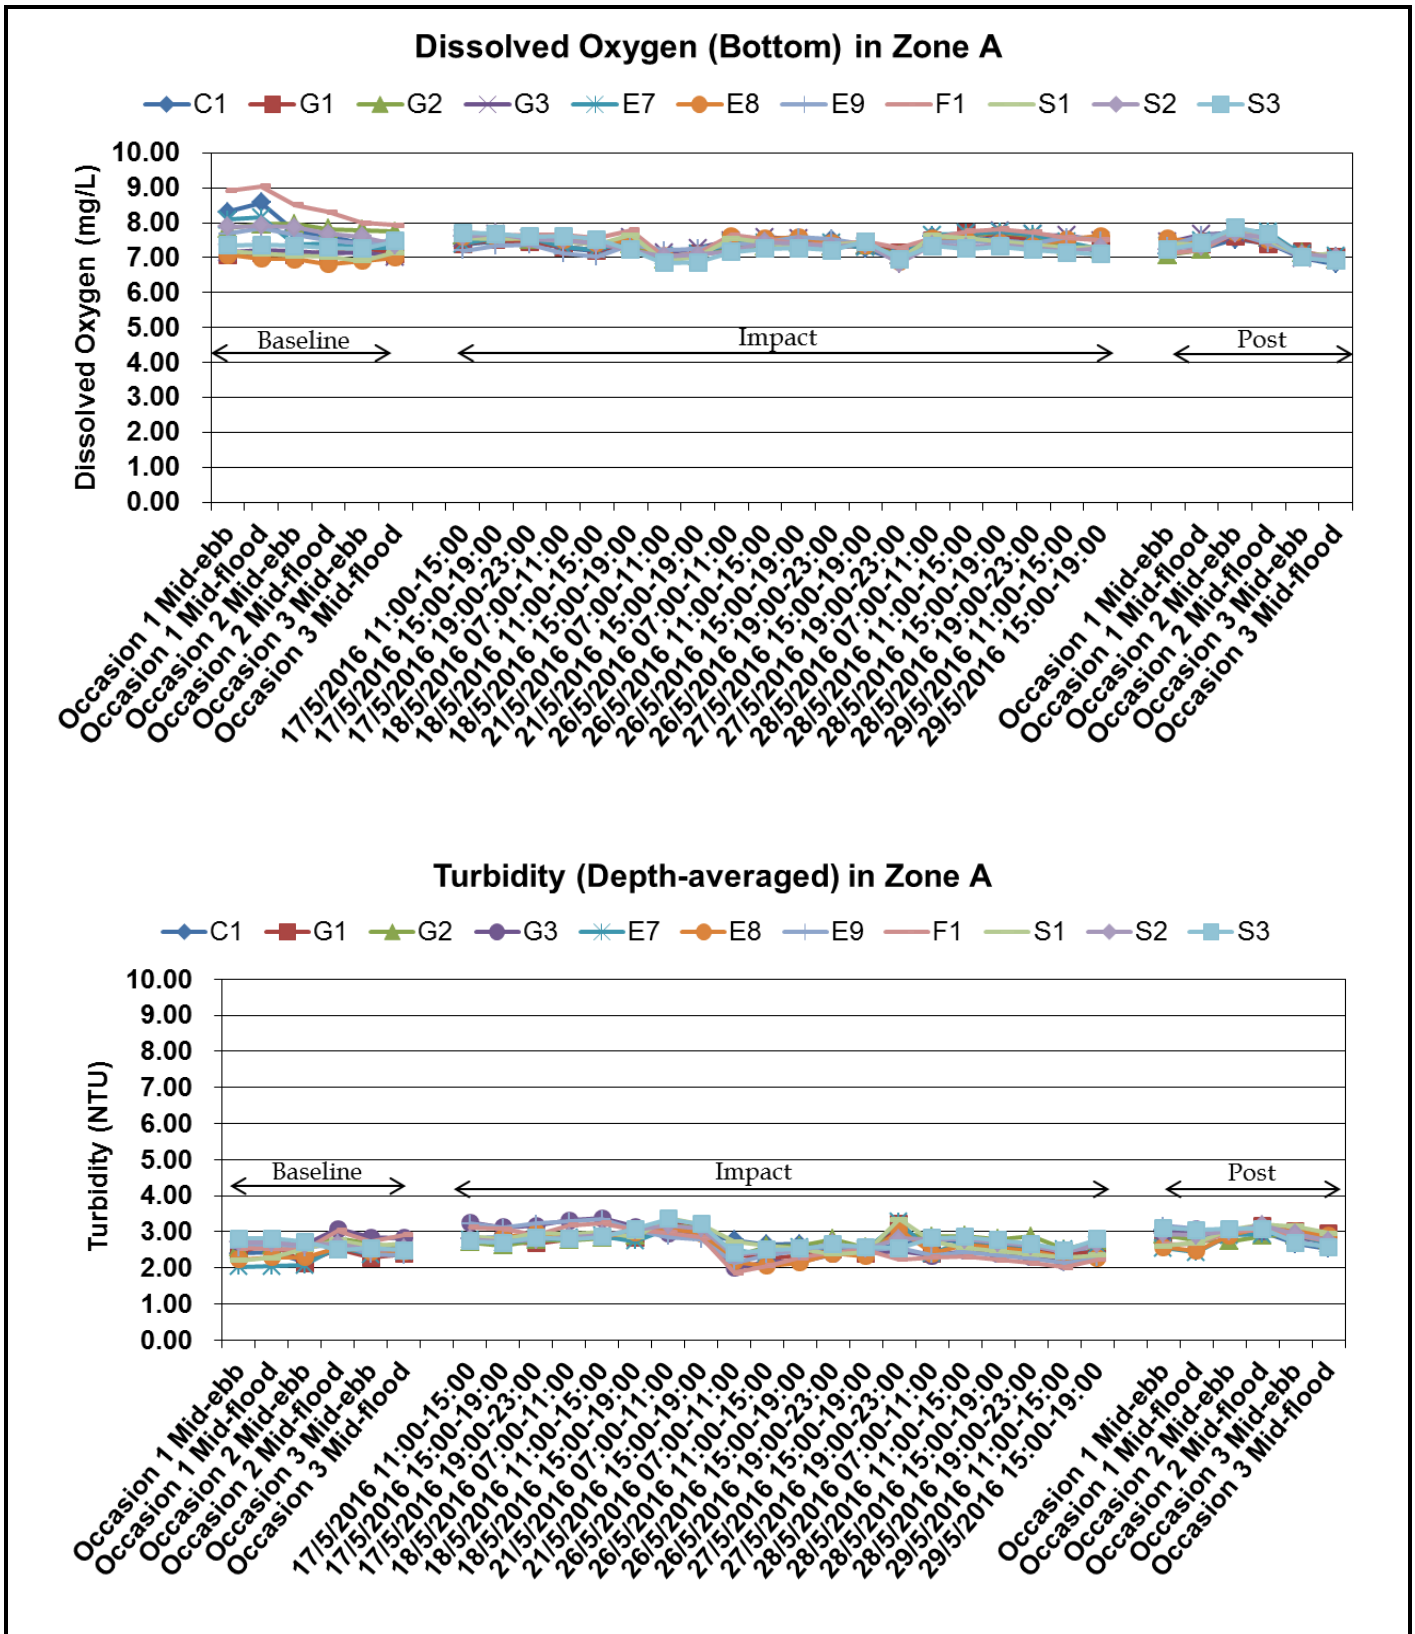 Dissolved Oxygen (Bottom) in Zone A
C1 G1 G2 G3 E7 E8 E9 F1 S1 S2 S3
Dissolved Oxygen (mg/L)
10.00
9.00
8.00
7.00
6.00
5.00
4.00
3.00
2.00
1.00
0.00
Baseline
Impact
Post
Occasion 1 Mid-ebb
Occasion 1 Mid-flood
Occasion 2 Mid-ebb
Occasion 2 Mid-flood
Occasion 3 Mid-ebb
Occasion 3 Mid-flood
17/5/2016 11:00-15:00
17/5/2016 15:00-19:00
17/5/2016 19:00-23:00
18/5/2016 07:00-11:00
18/5/2016 11:00-15:00
18/5/2016 15:00-19:00
21/5/2016 07:00-11:00
21/5/2016 15:00-19:00
26/5/2016 07:00-11:00
26/5/2016 11:00-15:00
26/5/2016 15:00-19:00
26/5/2016 19:00-23:00
27/5/2016 15:00-19:00
27/5/2016 19:00-23:00
28/5/2016 07:00-11:00
28/5/2016 11:00-15:00
28/5/2016 15:00-19:00
28/5/2016 19:00-23:00
29/5/2016 11:00-15:00
29/5/2016 15:00-19:00
Occasion 1 Mid-ebb
Occasion 1 Mid-flood
Occasion 2 Mid-ebb
Occasion 2 Mid-flood
Occasion 3 Mid-ebb
Occasion 3 Mid-flood
Turbidity (Depth-averaged) in Zone A
C1 G1 G2 G3 E7 E8 E9 F1 S1 S2 S3
Turbidity (NTU)
10.00
9.00
8.00
7.00
6.00
5.00
4.00
3.00
2.00
1.00
0.00
Baseline
Impact
Post
Occasion 1 Mid-ebb
Occasion 1 Mid-flood
Occasion 2 Mid-ebb
Occasion 2 Mid-flood
Occasion 3 Mid-ebb
Occasion 3 Mid-flood
17/5/2016 11:00-15:00
17/5/2016 15:00-19:00
17/5/2016 19:00-23:00
18/5/2016 07:00-11:00
18/5/2016 11:00-15:00
18/5/2016 15:00-19:00
21/5/2016 07:00-11:00
21/5/2016 15:00-19:00
26/5/2016 07:00-11:00
26/5/2016 11:00-15:00
26/5/2016 15:00-19:00
26/5/2016 19:00-23:00
27/5/2016 15:00-19:00
27/5/2016 19:00-23:00
28/5/2016 07:00-11:00
28/5/2016 11:00-15:00
28/5/2016 15:00-19:00
28/5/2016 19:00-23:00
29/5/2016 11:00-15:00
29/5/2016 15:00-19:00
Occasion 1 Mid-ebb
Occasion 1 Mid-flood
Occasion 2 Mid-ebb
Occasion 2 Mid-flood
Occasion 3 Mid-ebb
Occasion 3 Mid-flood